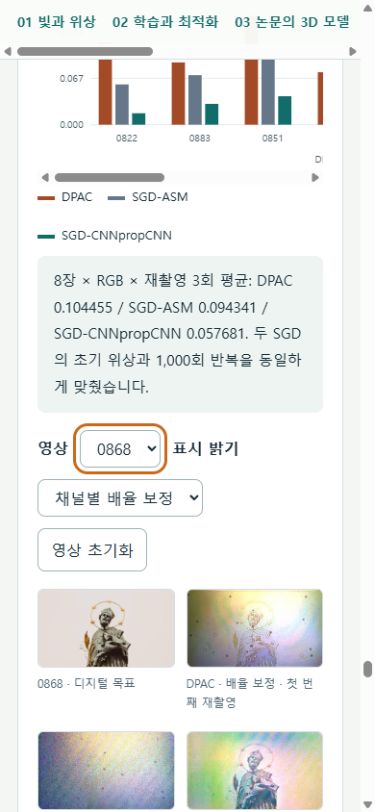 01 빛과 위상 02 학습과 최적화 03 논문의 3D 모델
0.067
0.000
0822 0883 0851
DPAC SGD-ASM
SGD-CNNpropCNN
8장 × RGB × 재촬영 3회 평균: DPAC
0.104455 / SGD-ASM 0.094341 /
SGD-CNNpropCNN 0.057681. 두 SGD
의 초기 위상과 1,000회 반복을 동일하
게 맞췄습니다.
영상 0868 표시 밝기
채널별 배율 보정
영상 초기화
0868 · 디지털 목표
DPAC · 배율 보정 · 첫 번
째 재촬영